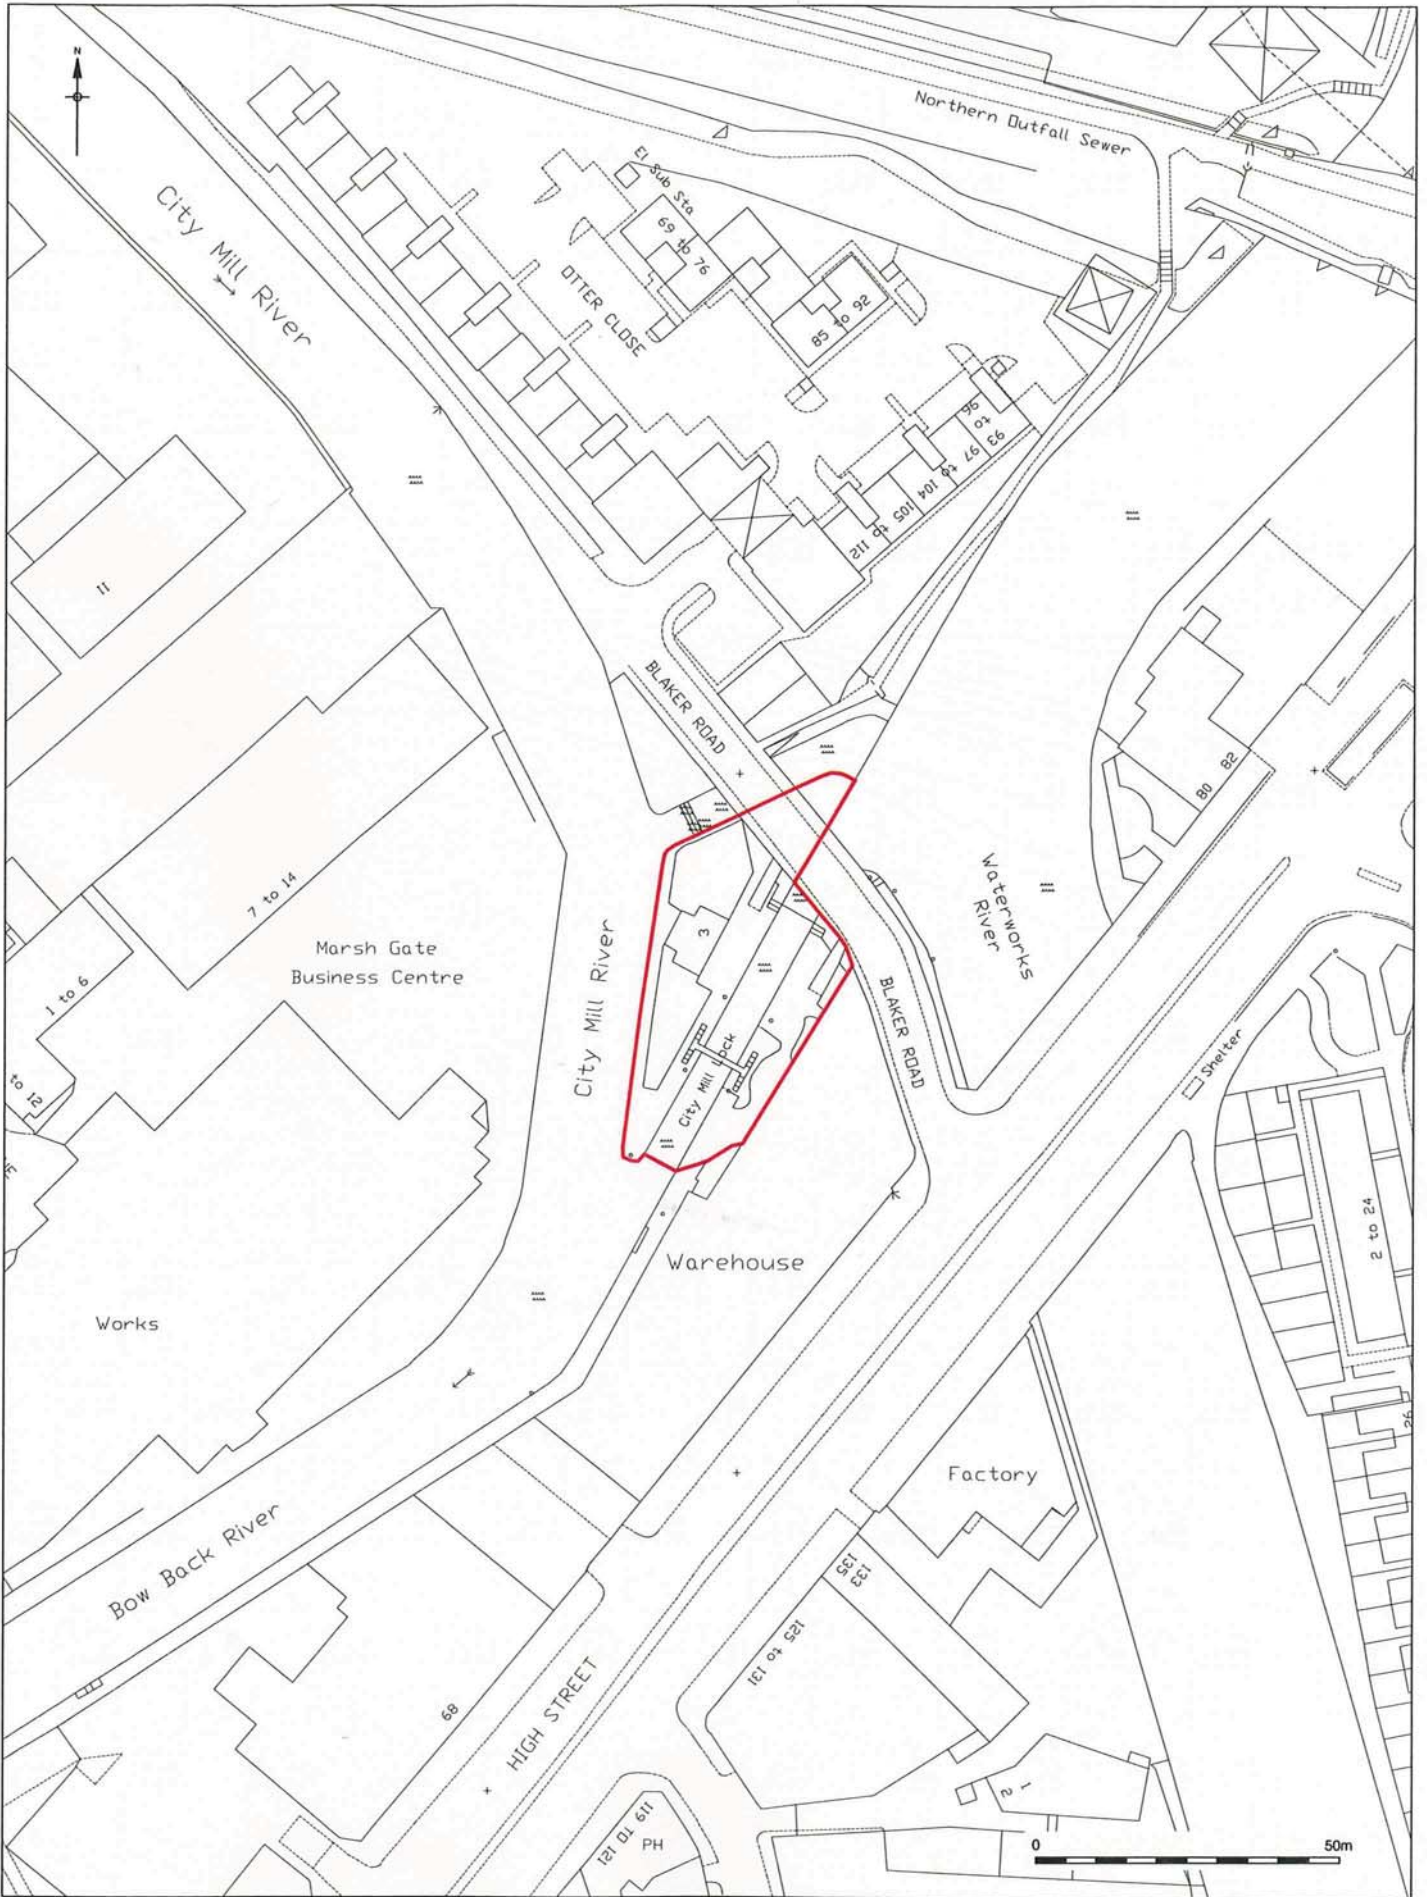 N
Northern Outfall Sewer
City Mill River
El Sub Sta
69 to 76
OTTER CLOSE
85 to 92
93 to 96
97 to 104
105 to 112
11
BLAKER ROAD
80
82
7 to 14
Waterworks
River
3
Marsh Gate
Business Centre
1 to 6
City Mill River
BLAKER ROAD
City Mill Lock
Shelter
to 12
2 to 24
Warehouse
Works
26
Factory
Bow Back River
133
135
125 to 131
68
HIGH STREET
1
2
119 TO 121
PH
0
50m